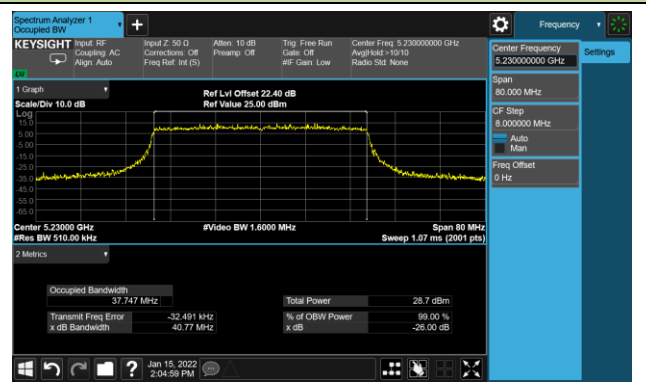 Spectrum Analyzer 1
Occupied BW
Frequency
KEYSIGHT
Input: RF
Coupling: AC
Align: Auto
Input Z: 50 Ω
Corrections: Off
Freq Ref: Int (S)
Atten: 10 dB
Preamp: Off
Trig: Free Run
Gate: Off
#IF Gain: Low
Center Freq: 5.230000000 GHz
Avg|Hold:>10/10
Radio Std: None
LXI
1 Graph
Scale/Div 10.0 dB
Ref Lvl Offset 22.40 dB
Ref Value 25.00 dBm
Log
15.0
5.00
-5.00
-15.0
-25.0
-35.0
-45.0
-55.0
-65.0
Center 5.23000 GHz
#Res BW 510.00 kHz
#Video BW 1.6000 MHz
Span 80 MHz
Sweep 1.07 ms (2001 pts)
2 Metrics
Occupied Bandwidth
37.747 MHz
Total Power 28.7 dBm
Transmit Freq Error -32.491 kHz
% of OBW Power 99.00 %
x dB Bandwidth 40.77 MHz
x dB -26.00 dB
Center Frequency
5.230000000 GHz
Settings
Span
80.000 MHz
CF Step
8.000000 MHz
Auto
Man
Freq Offset
0 Hz
?
Jan 15, 2022
2:04:59 PM